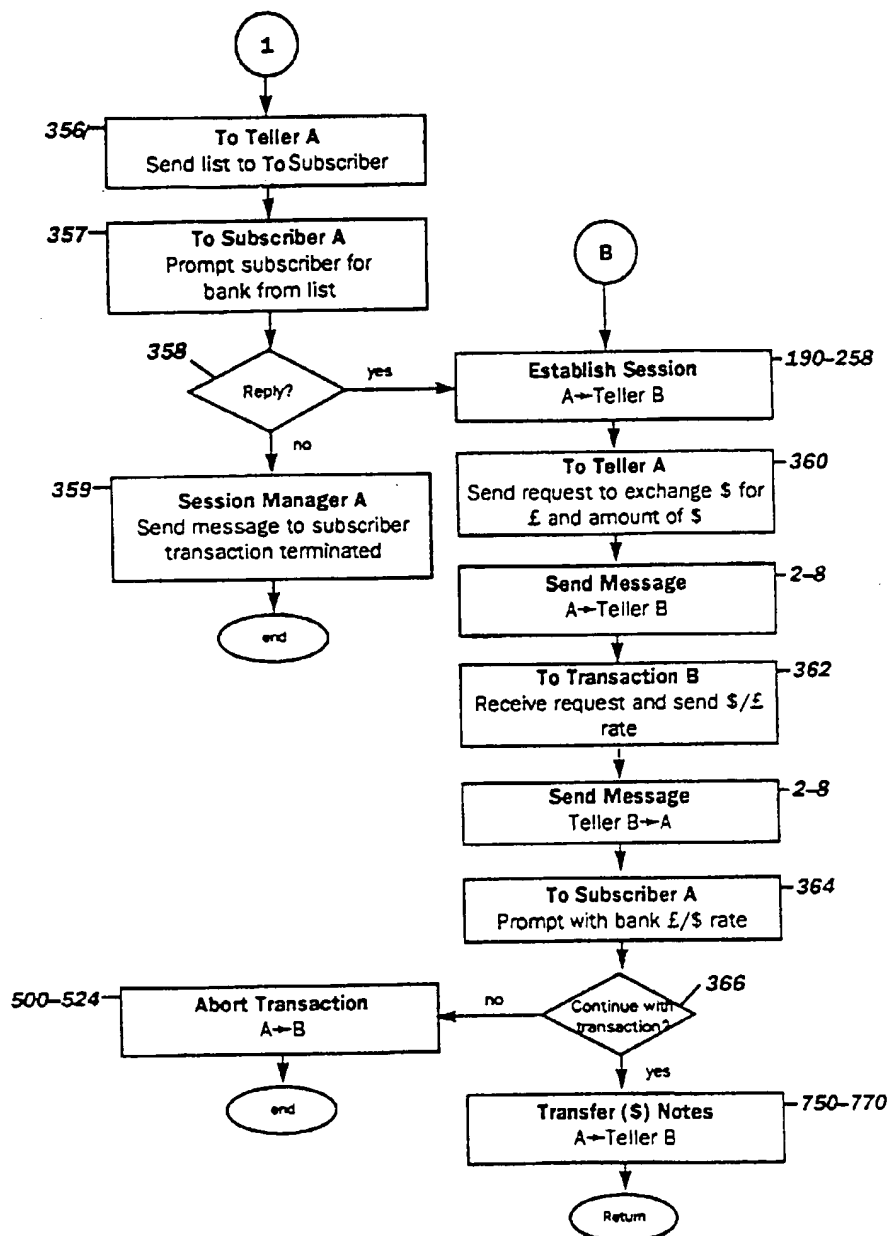 1
356
To Teller A
Send list to To Subscriber
357
To Subscriber A
Prompt subscriber for
bank from list
358
Reply?
yes
no
359
Session Manager A
Send message to subscriber
transaction terminated
end
B
190-258
Establish Session
A→Teller B
360
To Teller A
Send request to exchange $ for
£ and amount of $
2-8
Send Message
A→Teller B
362
To Transaction B
Receive request and send $/£
rate
2-8
Send Message
Teller B→A
364
To Subscriber A
Prompt with bank £/$ rate
366
Continue with
transaction?
no
500-524
Abort Transaction
A→B
end
yes
750-770
Transfer ($) Notes
A→Teller B
Return